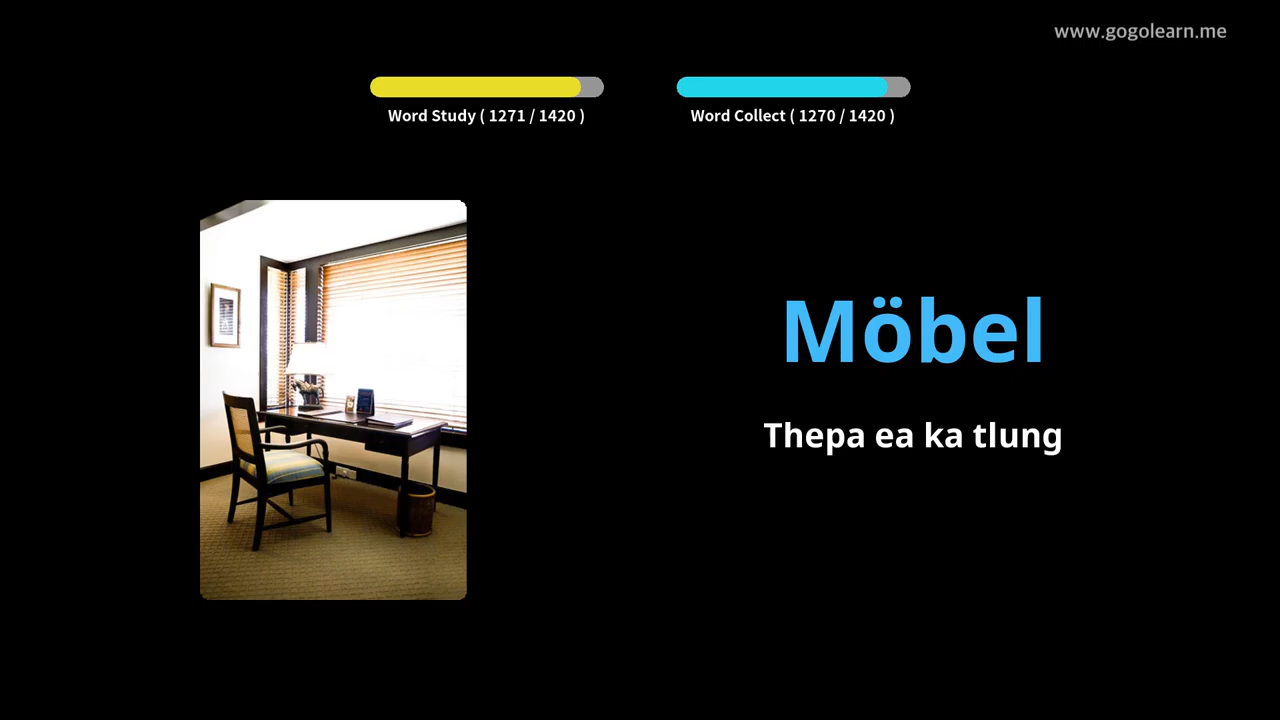 www.gogolearn.me
Word Study ( 1271 / 1420 )
Word Collect ( 1270 / 1420 )
Möbel
Thepa ea ka tlung